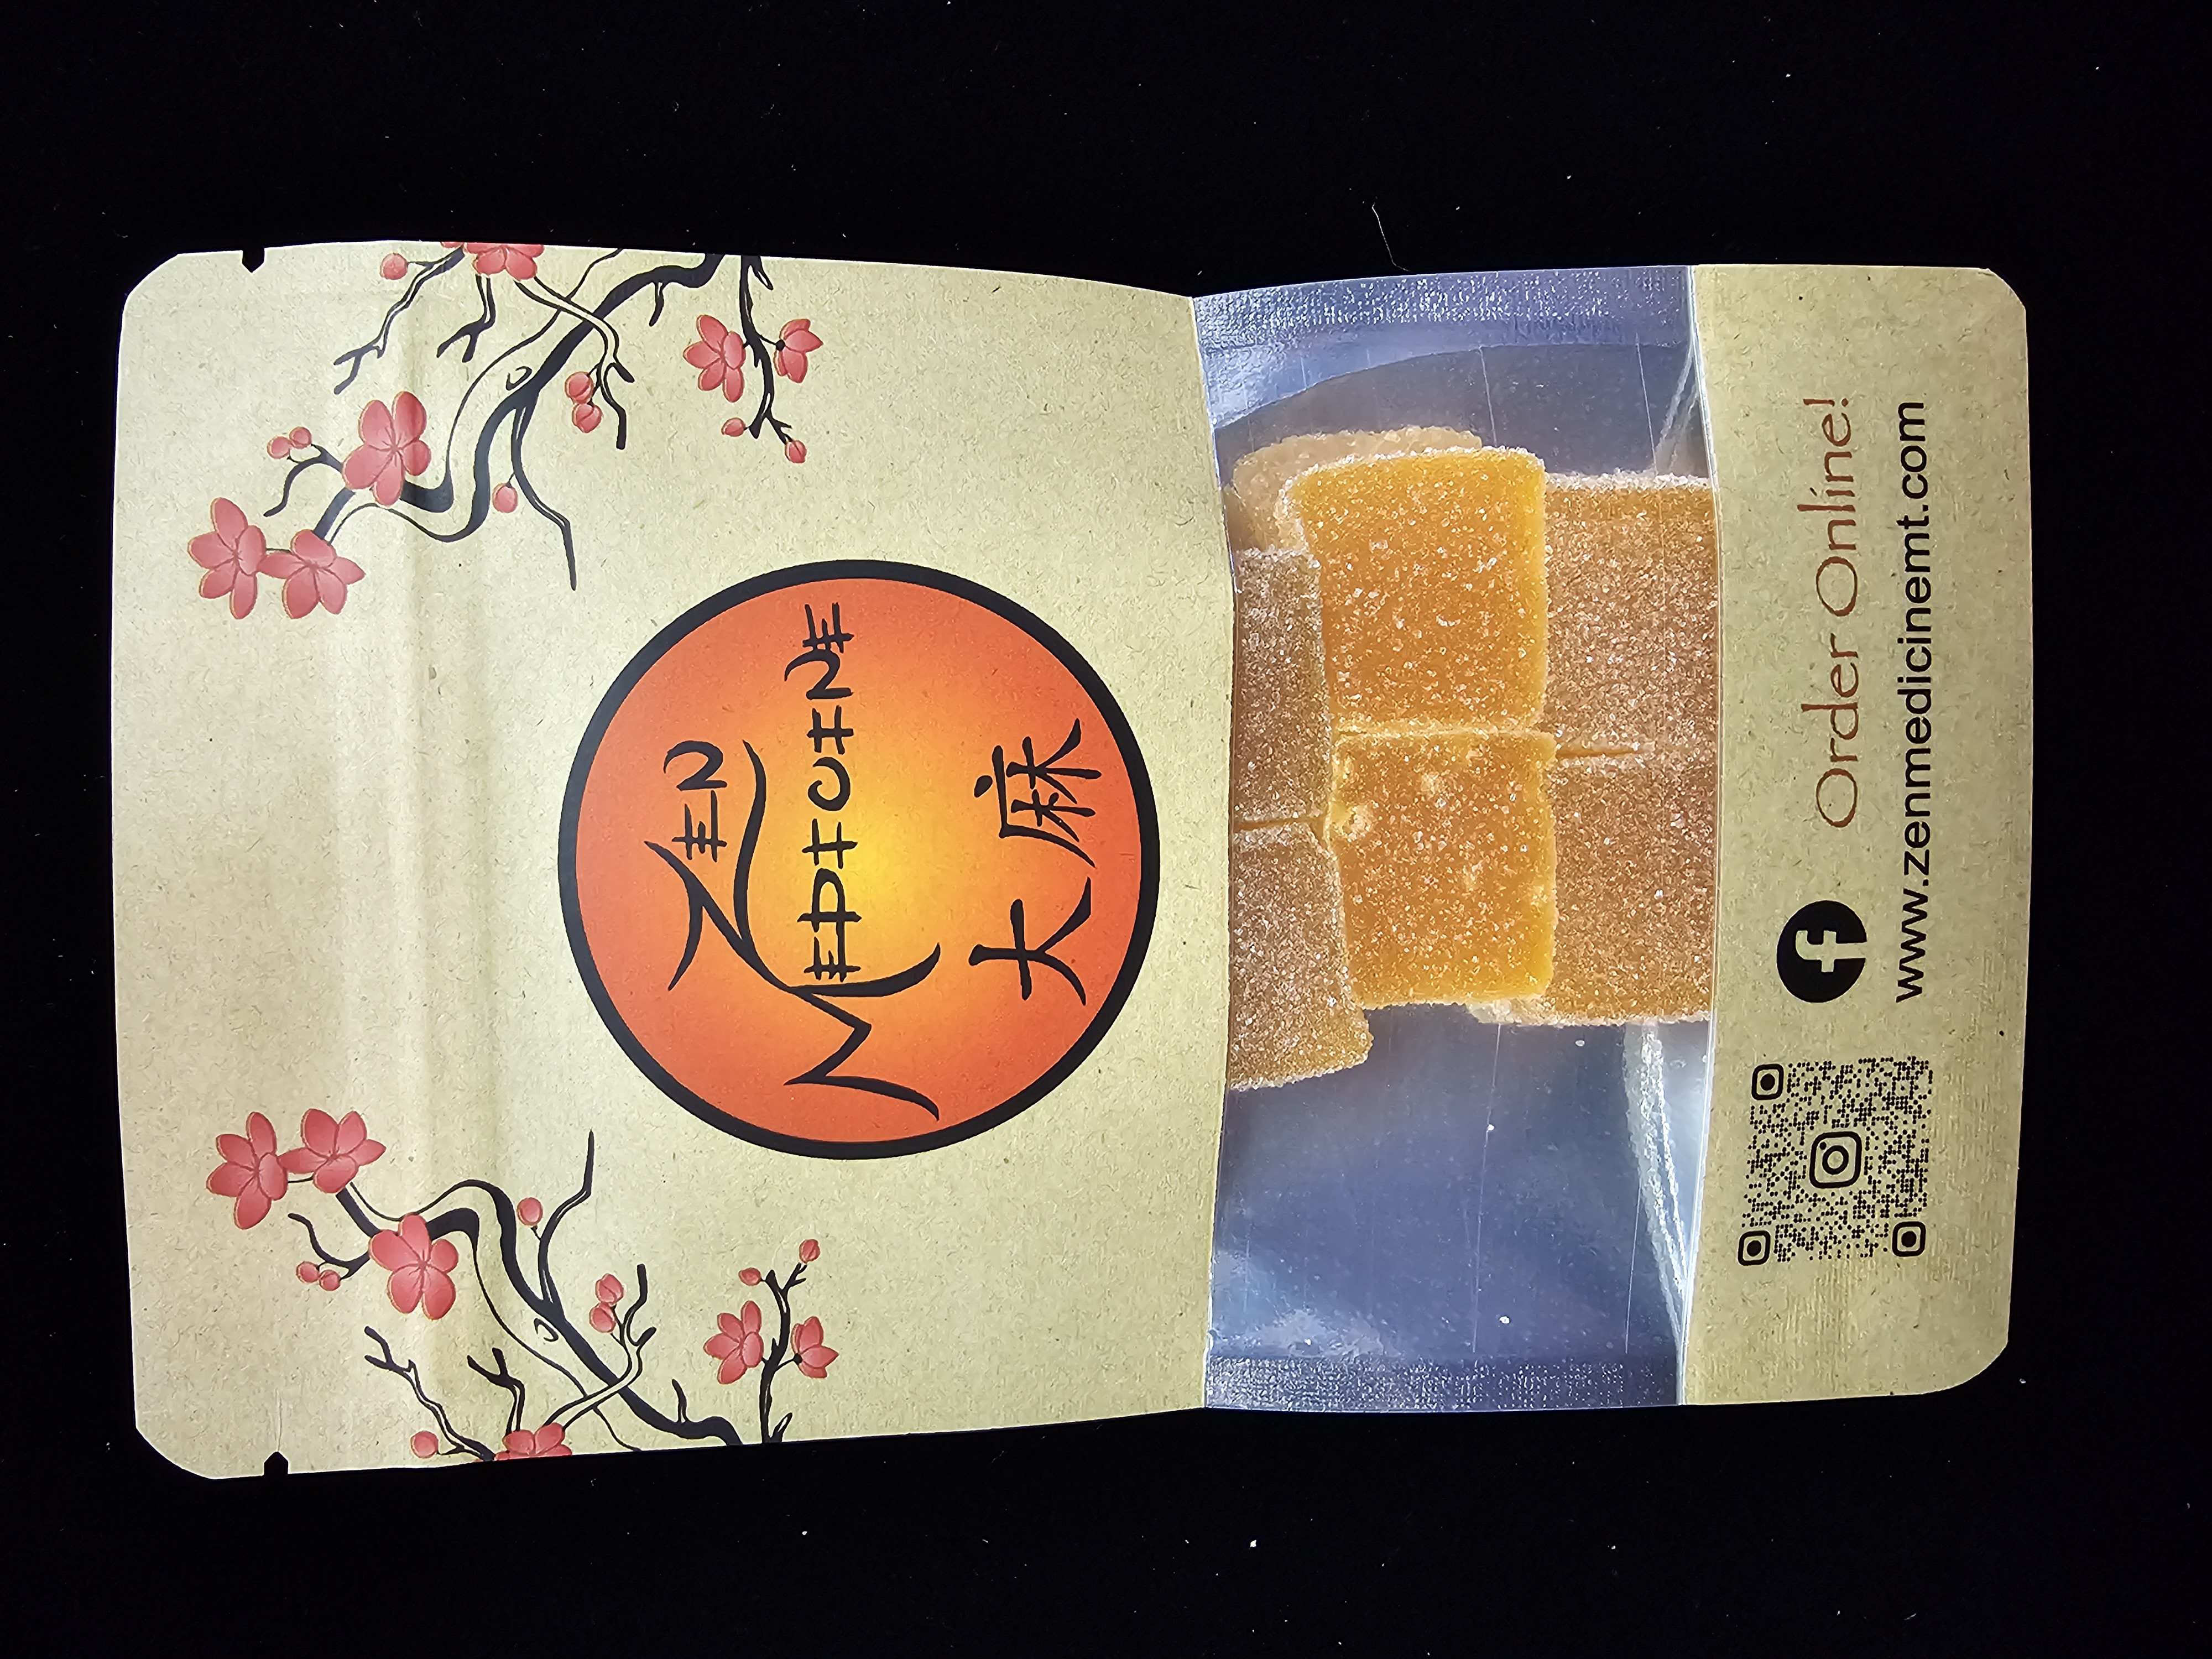 ZEN
MEDICINE
大麻
Order Online!
www.zenmedicinemt.com